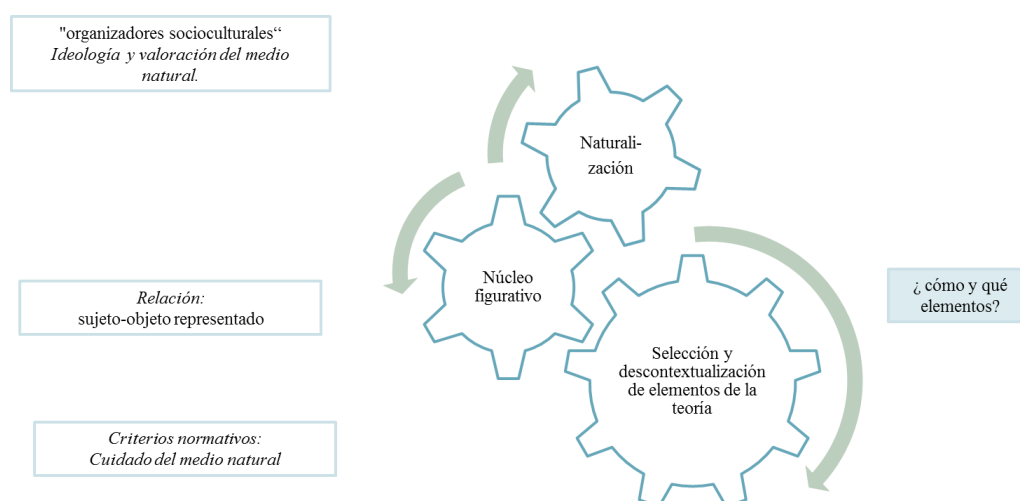 "organizadores socioculturales“
Ideología y valoración del medio
natural.
Naturali-
zación
Núcleo
figurativo
Relación:
sujeto-objeto representado
¿ cómo y qué
elementos?
Selección y
descontextualización
de elementos de la
teoría
Criterios normativos:
Cuidado del medio natural